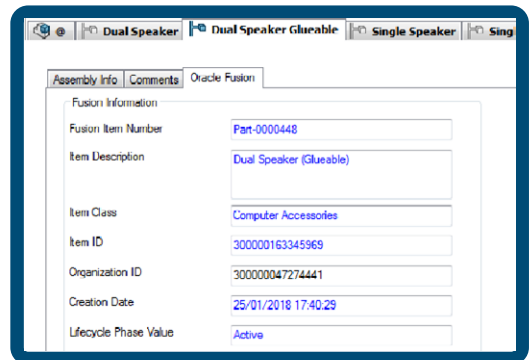 @ Dual Speaker Dual Speaker Glueable Single Speaker Singl
Assembly Info Comments Oracle Fusion
Fusion Information
Fusion Item Number Part-0000448
Item Description Dual Speaker (Glueable)
Item Class Computer Accessories
Item ID 300000163345969
Organization ID 300000047274441
Creation Date 25/01/2018 17:40:29
Lifecycle Phase Value Active